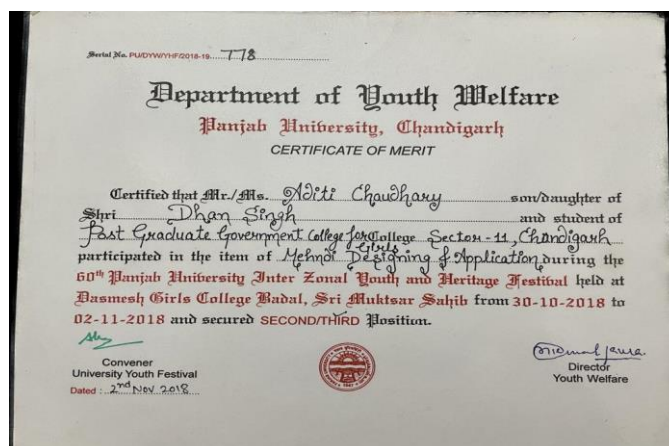 Serial No. PU/DYW/YHF/2018-19 T78
Department of Youth Welfare
Panjab University, Chandigarh
CERTIFICATE OF MERIT
Certified that Mr./Ms. Aditi Chaudhary son/daughter of
Shri Dhan Singh and student of
Post Graduate Government College for Girls College Sector-11, Chandigarh
participated in the item of Mehndi Designing & Application during the
60th Panjab University Inter Zonal Youth and Heritage Festival held at
Dasmesh Girls College Badal, Sri Muktsar Sahib from 30-10-2018 to
02-11-2018 and secured SECOND/THIRD Position.
Convener
University Youth Festival
Dated : 2nd Nov 2018
Director
Youth Welfare